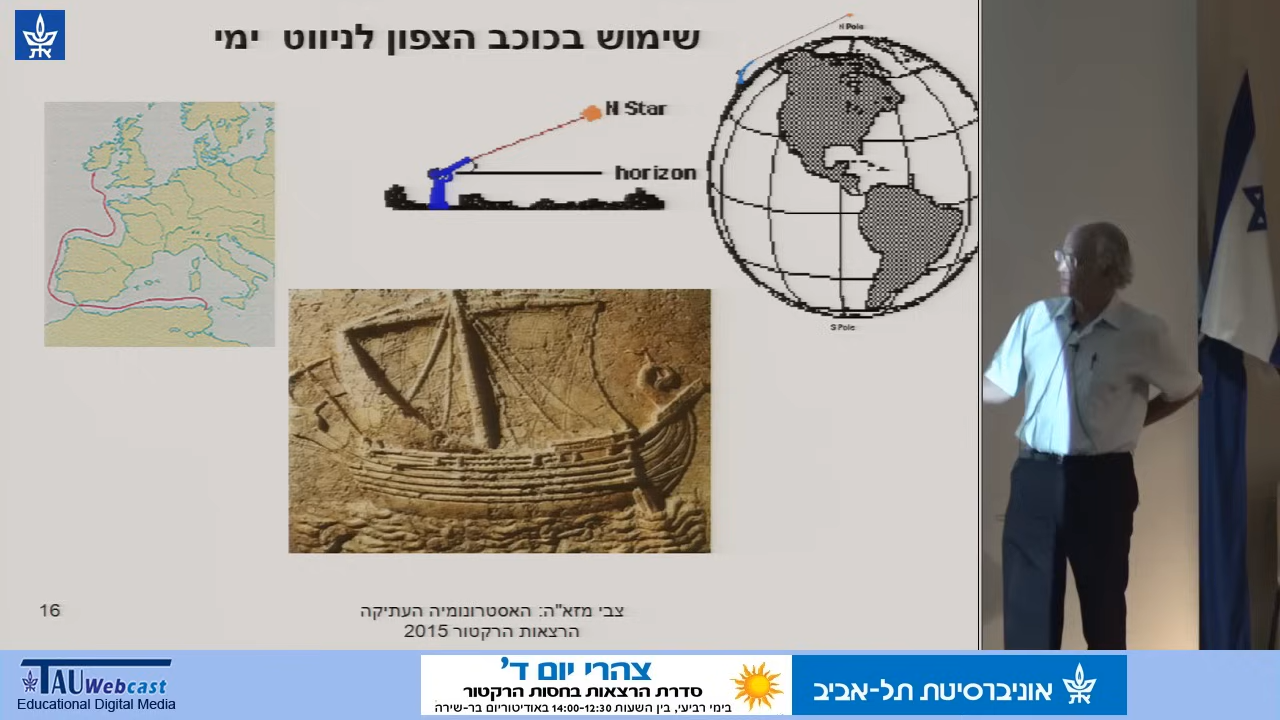 שימוש בכוכב הצפון לניווט ימי
N Star
horizon
N Pole
S Pole
16
צבי מזא"ה: האסטרונומיה העתיקה
הרצאות הרקטור 2015
TAU Webcast
Educational Digital Media
צהרי יום ד'
סדרת הרצאות בחסות הרקטור
בימי רביעי, בין השעות 14:00-12:30 באודיטוריום בר-שירה
אוניברסיטת תל-אביב